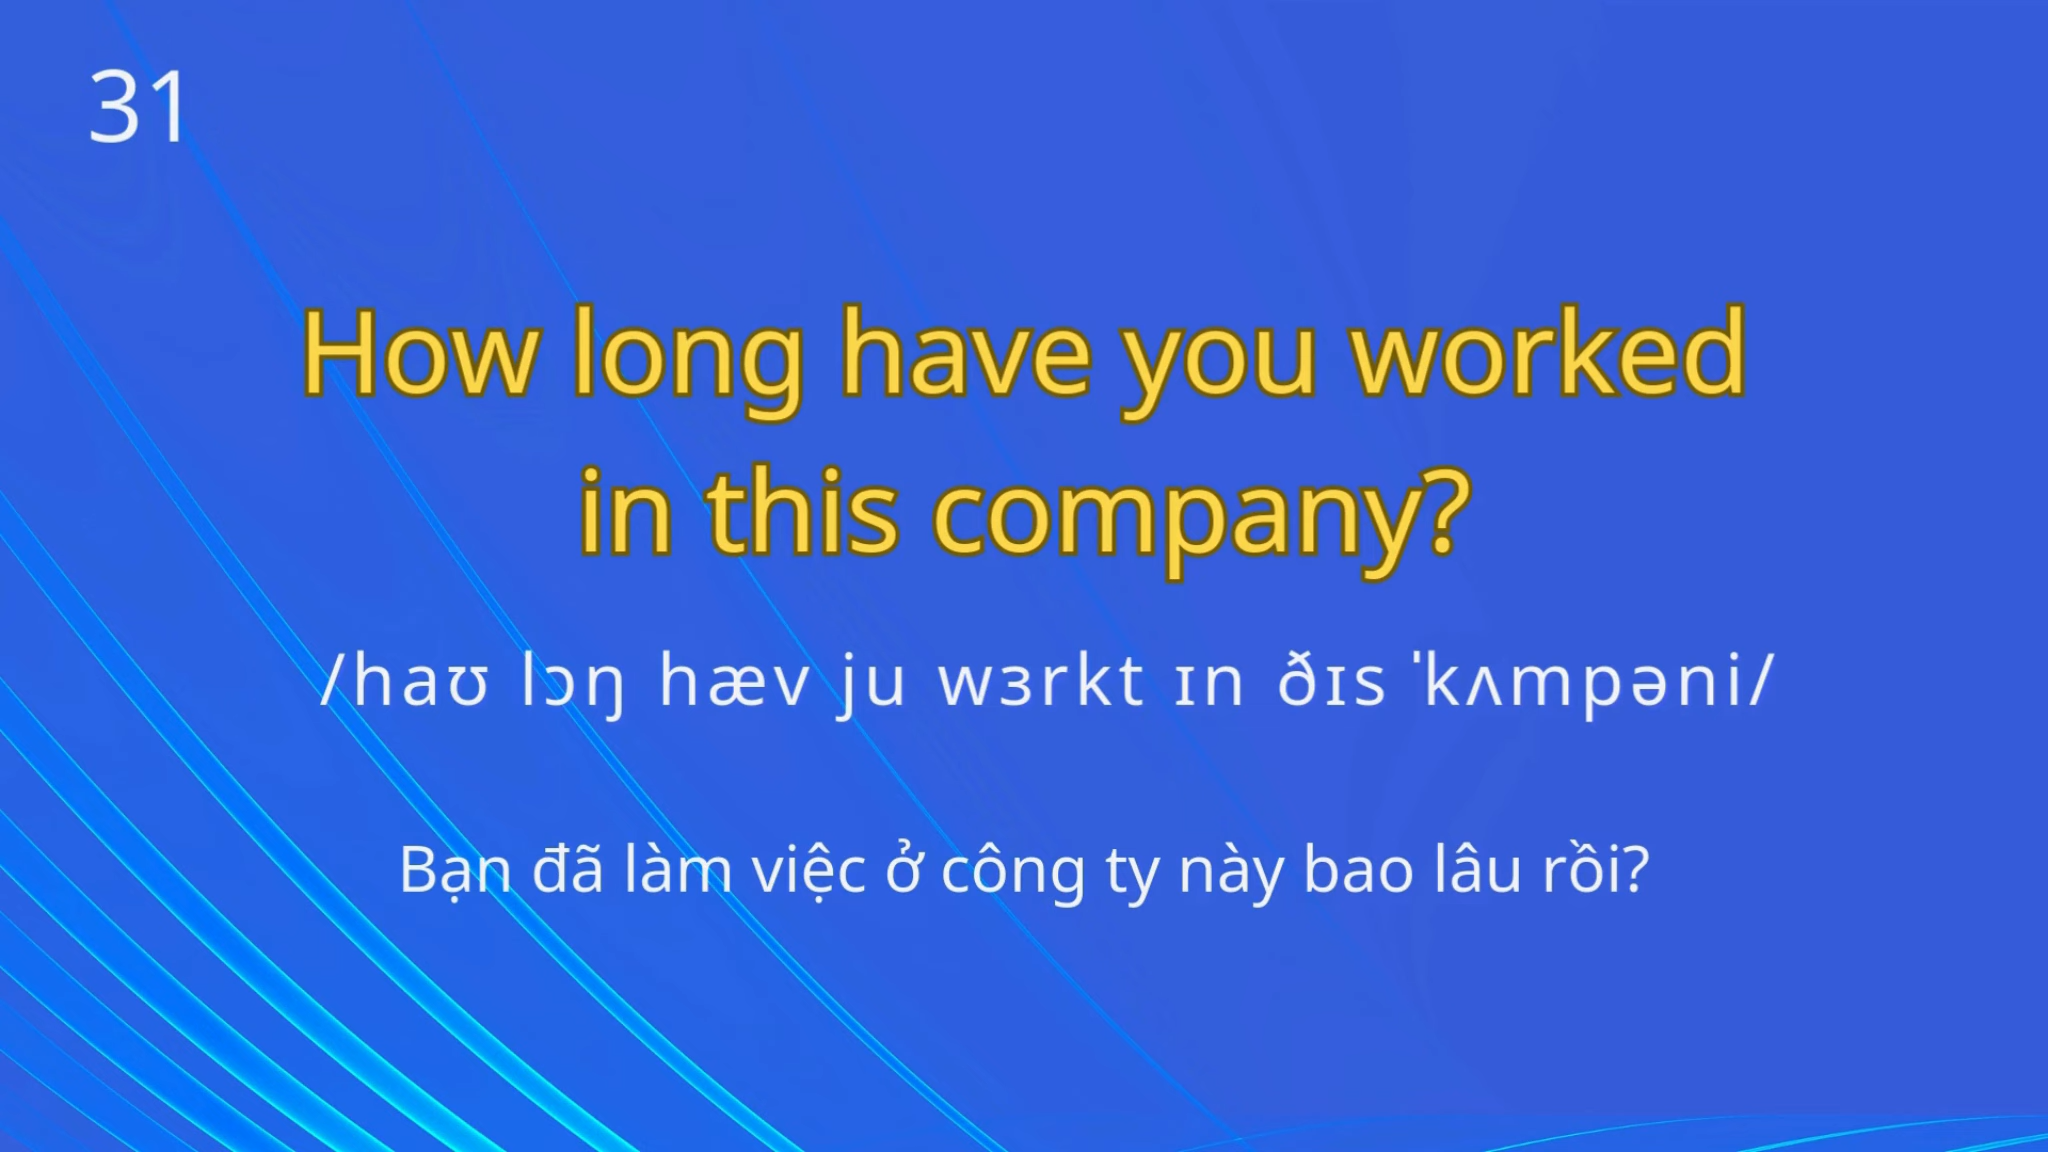 31
How long have you worked
in this company?
/haʊ lɔŋ hæv ju wɜrkt ɪn ðɪs ˈkʌmpəni/
Bạn đã làm việc ở công ty này bao lâu rồi?